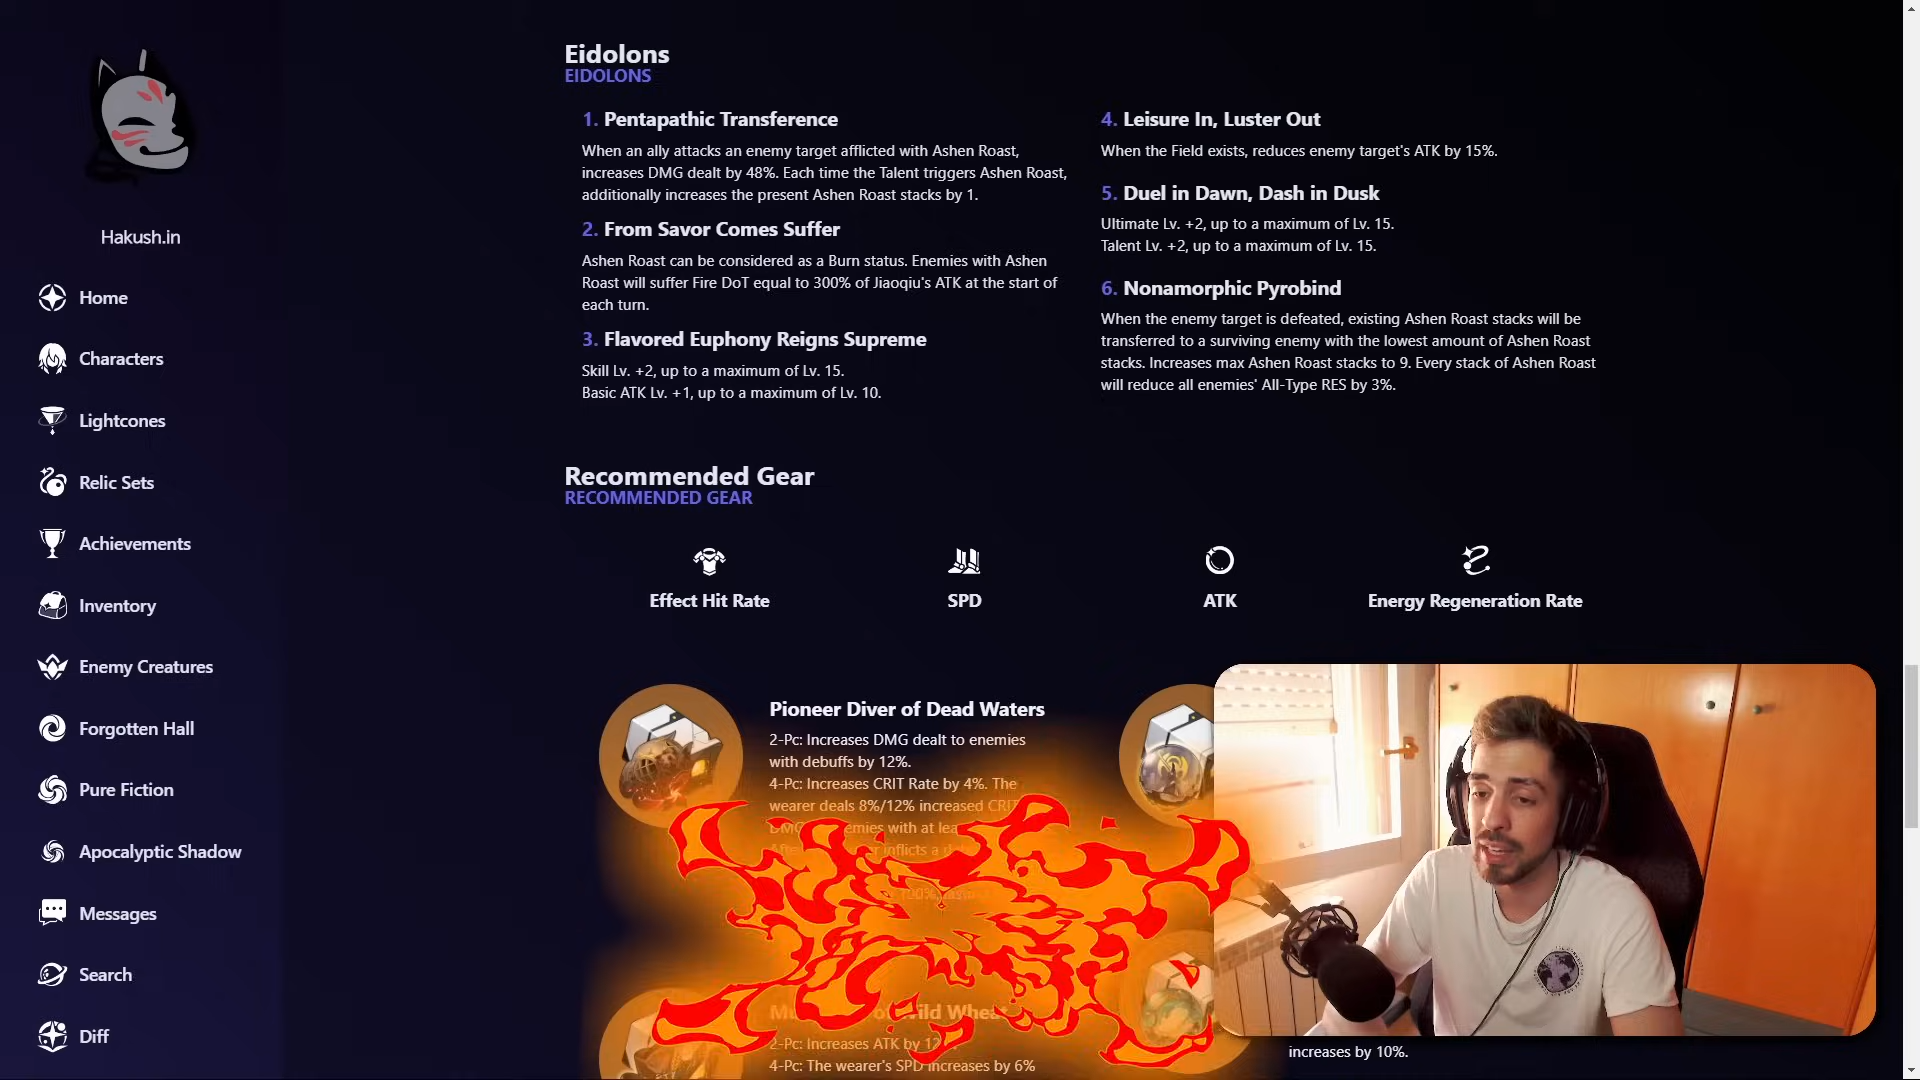 Hakush.in
Home
Characters
Lightcones
Relic Sets
Achievements
Inventory
Enemy Creatures
Forgotten Hall
Pure Fiction
Apocalyptic Shadow
Messages
Search
Diff
Eidolons
EIDOLONS
1. Pentapathic Transference
When an ally attacks an enemy target afflicted with Ashen Roast,
increases DMG dealt by 48%. Each time the Talent triggers Ashen Roast,
additionally increases the present Ashen Roast stacks by 1.
2. From Savor Comes Suffer
Ashen Roast can be considered as a Burn status. Enemies with Ashen
Roast will suffer Fire DoT equal to 300% of Jiaoqiu's ATK at the start of
each turn.
3. Flavored Euphony Reigns Supreme
Skill Lv. +2, up to a maximum of Lv. 15.
Basic ATK Lv. +1, up to a maximum of Lv. 10.
4. Leisure In, Luster Out
When the Field exists, reduces enemy target's ATK by 15%.
5. Duel in Dawn, Dash in Dusk
Ultimate Lv. +2, up to a maximum of Lv. 15.
Talent Lv. +2, up to a maximum of Lv. 15.
6. Nonamorphic Pyrobind
When the enemy target is defeated, existing Ashen Roast stacks will be
transferred to a surviving enemy with the lowest amount of Ashen Roast
stacks. Increases max Ashen Roast stacks to 9. Every stack of Ashen Roast
will reduce all enemies' All-Type RES by 3%.
Recommended Gear
RECOMMENDED GEAR
Effect Hit Rate
SPD
ATK
Energy Regeneration Rate
Pioneer Diver of Dead Waters
2-Pc: Increases DMG dealt to enemies
with debuffs by 12%.
4-Pc: Increases CRIT Rate by 4%. The
wearer deals 8%/12% increased
with at
inflicts a
Wild
2-Pc: Increases ATK by
4-Pc: The wearer's SPD increases by 6%
increases by 10%.